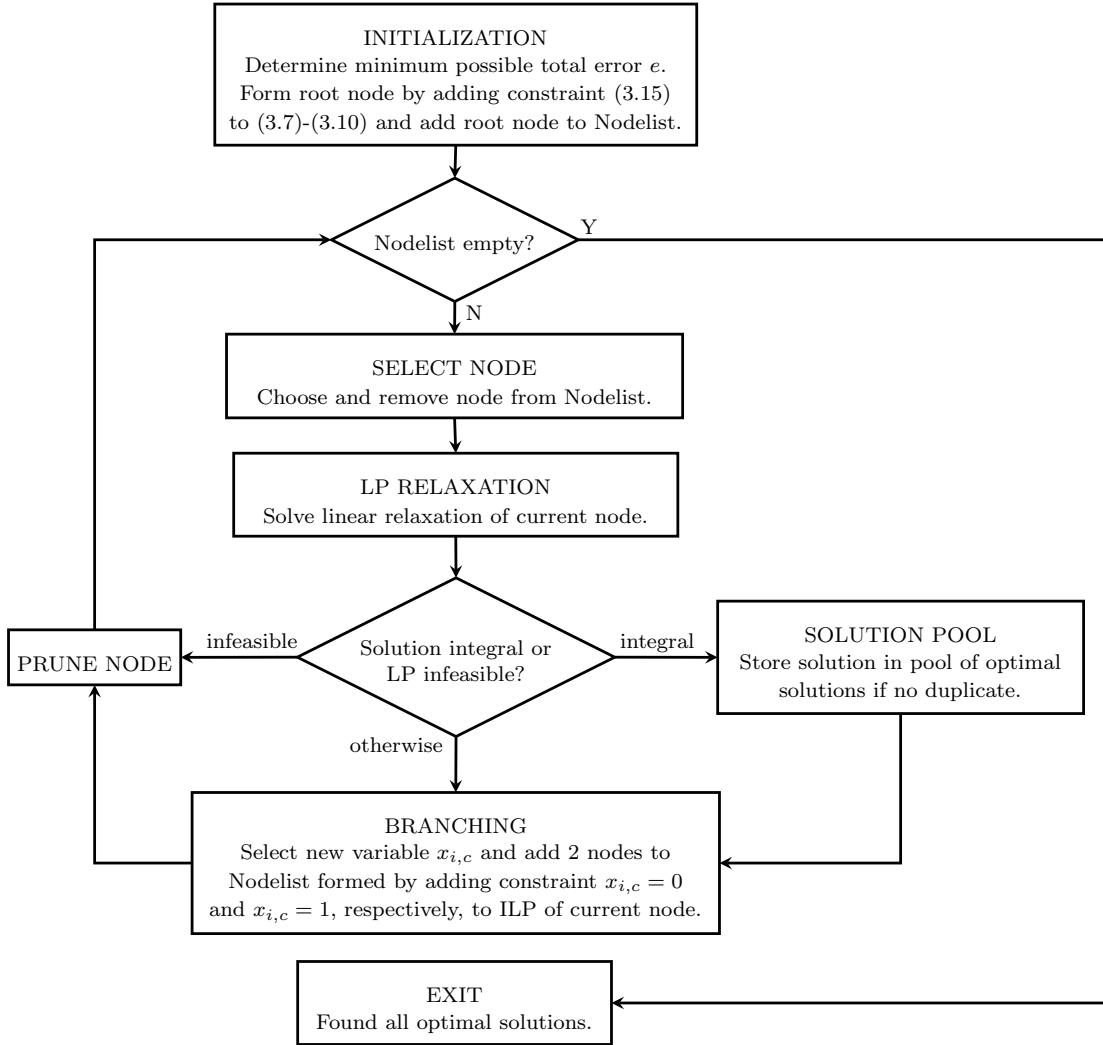 INITIALIZATION
Determine minimum possible total error e.
Form root node by adding constraint (3.15)
to (3.7)-(3.10) and add root node to Nodelist.
Nodelist empty?
Y
N
SELECT NODE
Choose and remove node from Nodelist.
LP RELAXATION
Solve linear relaxation of current node.
Solution integral or
LP infeasible?
infeasible
integral
otherwise
PRUNE NODE
SOLUTION POOL
Store solution in pool of optimal
solutions if no duplicate.
BRANCHING
Select new variable x_{i,c} and add 2 nodes to
Nodelist formed by adding constraint x_{i,c} = 0
and x_{i,c} = 1, respectively, to ILP of current node.
EXIT
Found all optimal solutions.